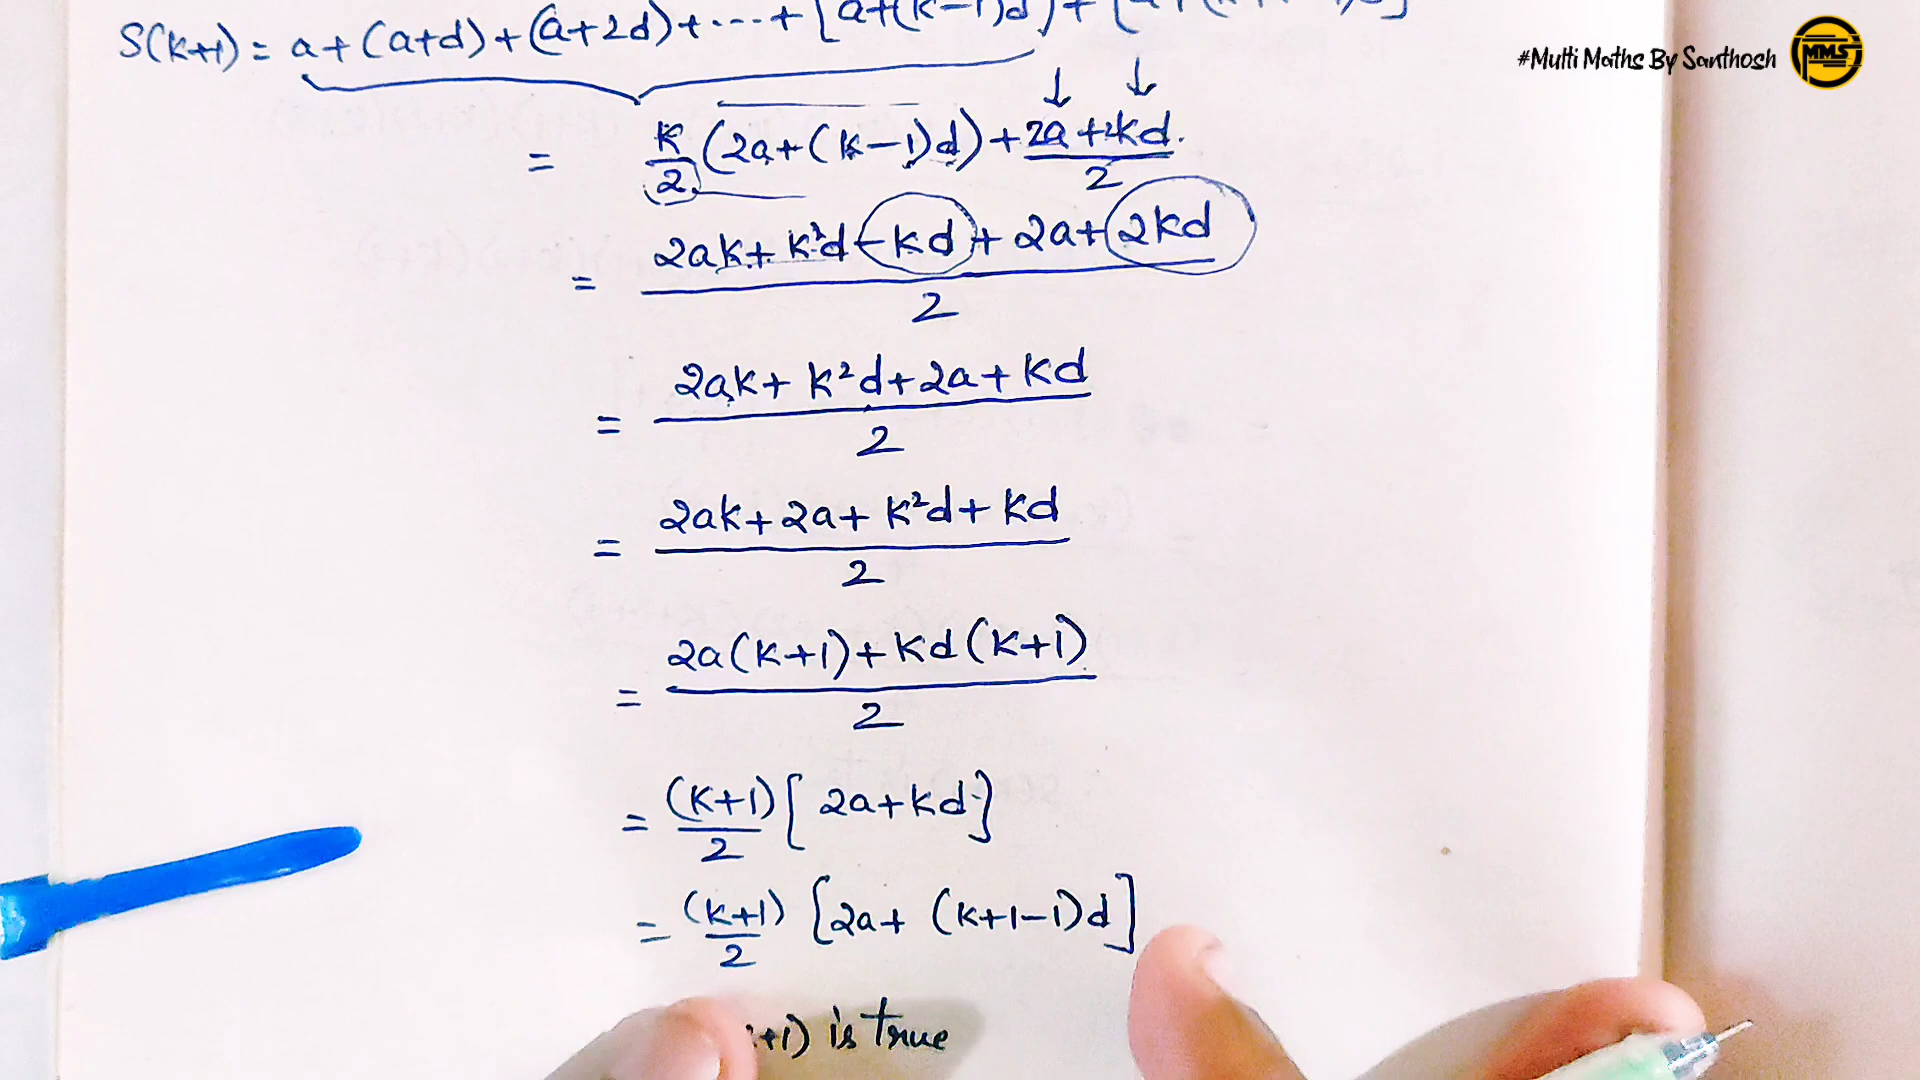 S(k+1) = a + (a+d) + (a+2d) + ... + [a+(k-1)d] +
#Multi Maths By Santhosh
MMS
= k/2 (2a+(k-1)d) + 2a+2kd/2
= 2ak + k²d - kd + 2a + 2kd / 2
= 2ak + k²d + 2a + kd / 2
= 2ak + 2a + k²d + kd / 2
= 2a(k+1) + kd(k+1) / 2
= (k+1)/2 [2a+kd]
= (k+1)/2 [2a + (k+1-1)d]
+1) is true